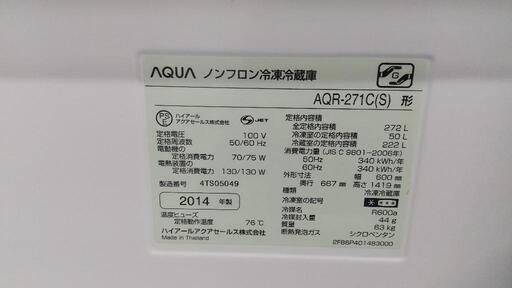 AQUA ノンフロン冷凍冷蔵庫
G
AQR-271C(S) 形
PSE ハイアール アクアセールス株式会社 JET
定格電圧 100 V
定格周波数 50/60 Hz
電動機の
定格消費電力 70/75 W
電熱装置の
定格消費電力 130/130 W
製造番号 4TS05049
2014 年製
温度ヒューズ
定格動作温度 76℃
ハイアールアクアセールス株式会社
Made in Thailand
定格内容積
全定格内容積 272 L
冷凍室の定格内容積 50 L
冷蔵室の定格内容積 222 L
消費電力量 (JIS C 9801-2006年)
50Hz 340 kWh/年
60Hz 340 kWh/年
外形寸法 幅 600 mm
奥行 667 mm 高さ 1419 mm
種類 冷凍冷蔵庫
冷凍室の記号
冷媒名 R600a
冷媒封入量 44 g
質量 63 kg
断熱発泡ガス シクロペンタン
2FB6P401483000